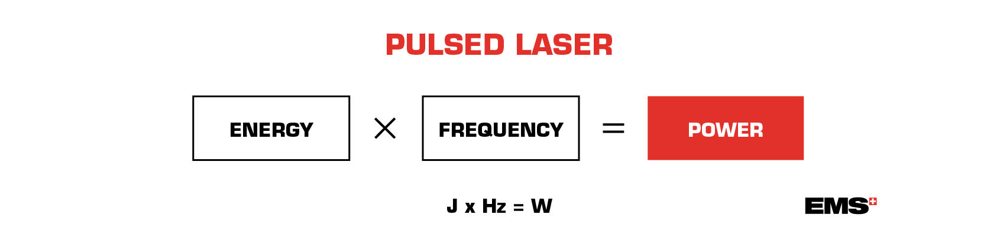 PULSED LASER
ENERGY × FREQUENCY = POWER
J x Hz = W
EMS+